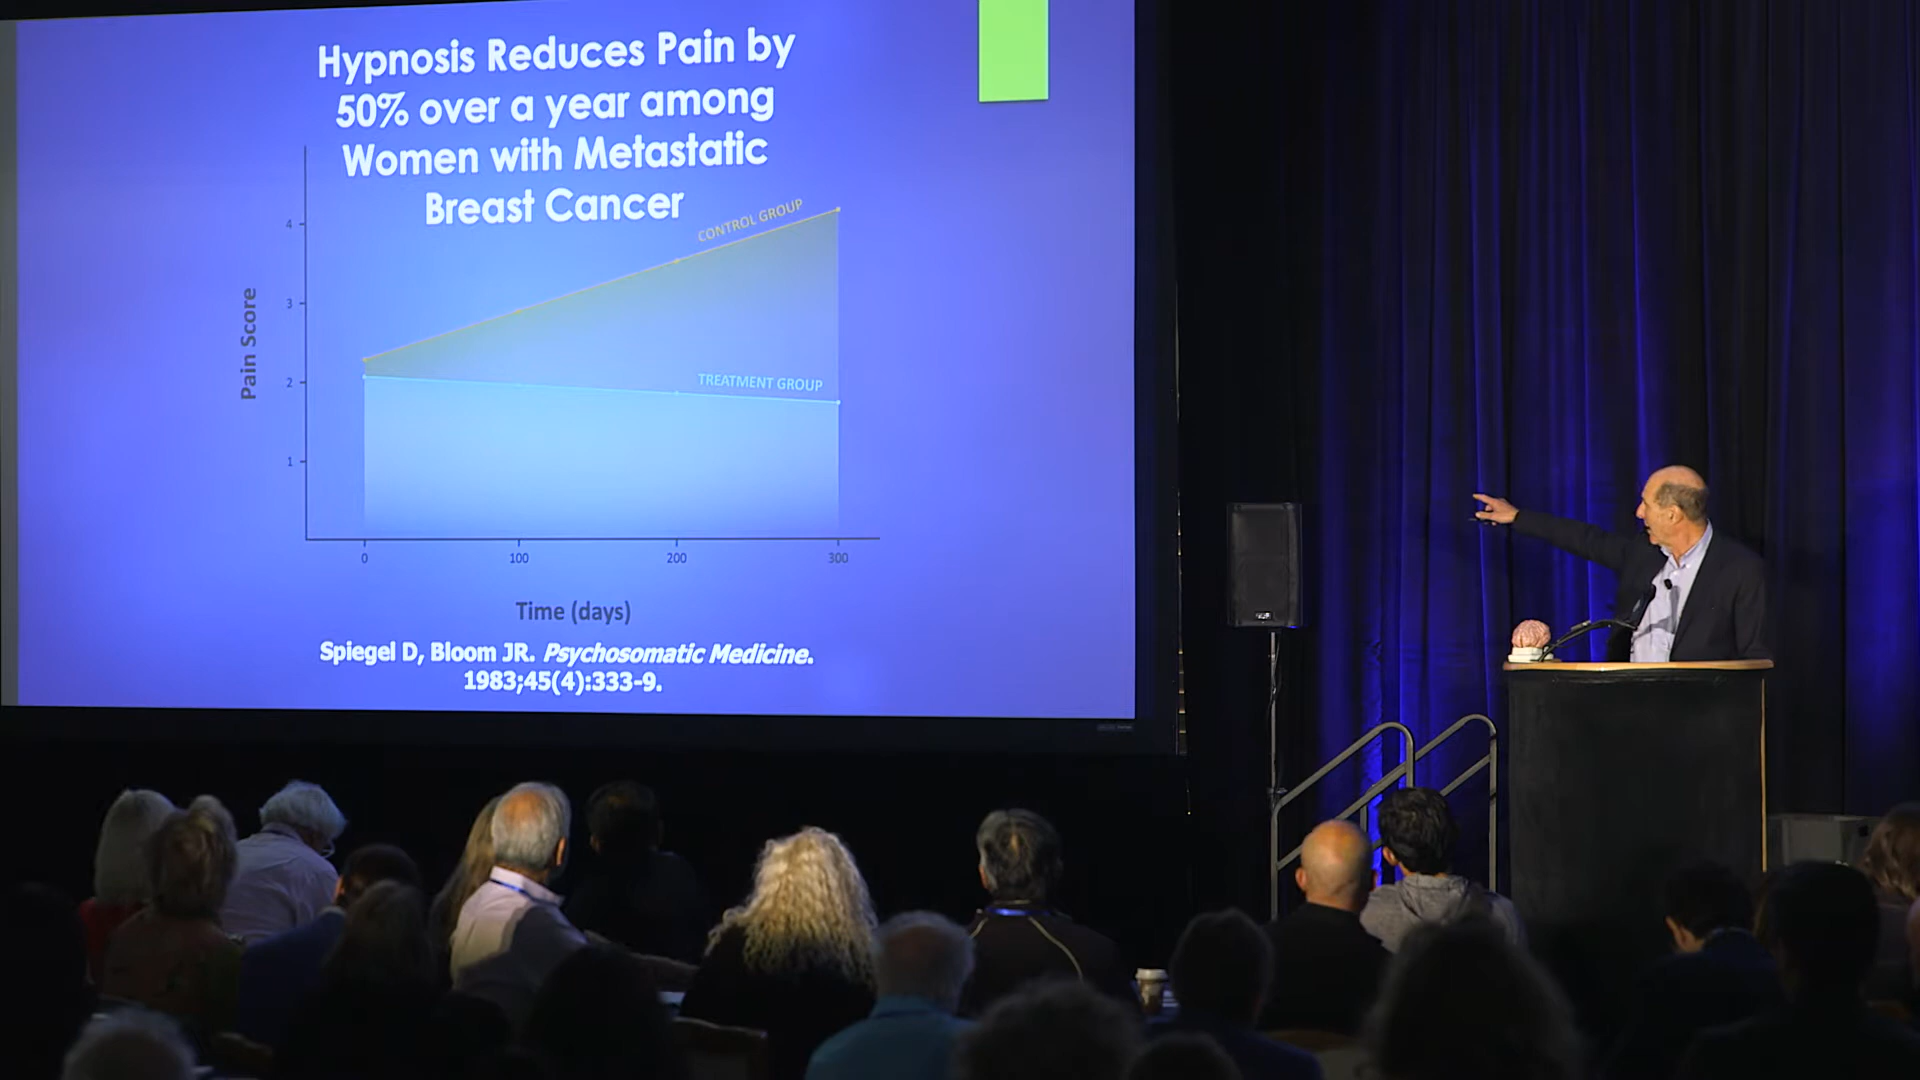 Hypnosis Reduces Pain by
50% over a year among
Women with Metastatic
Breast Cancer
CONTROL GROUP
4
3
Pain Score
2
TREATMENT GROUP
1
0 100 200 300
Time (days)
Spiegel D, Bloom JR. Psychosomatic Medicine.
1983;45(4):333-9.